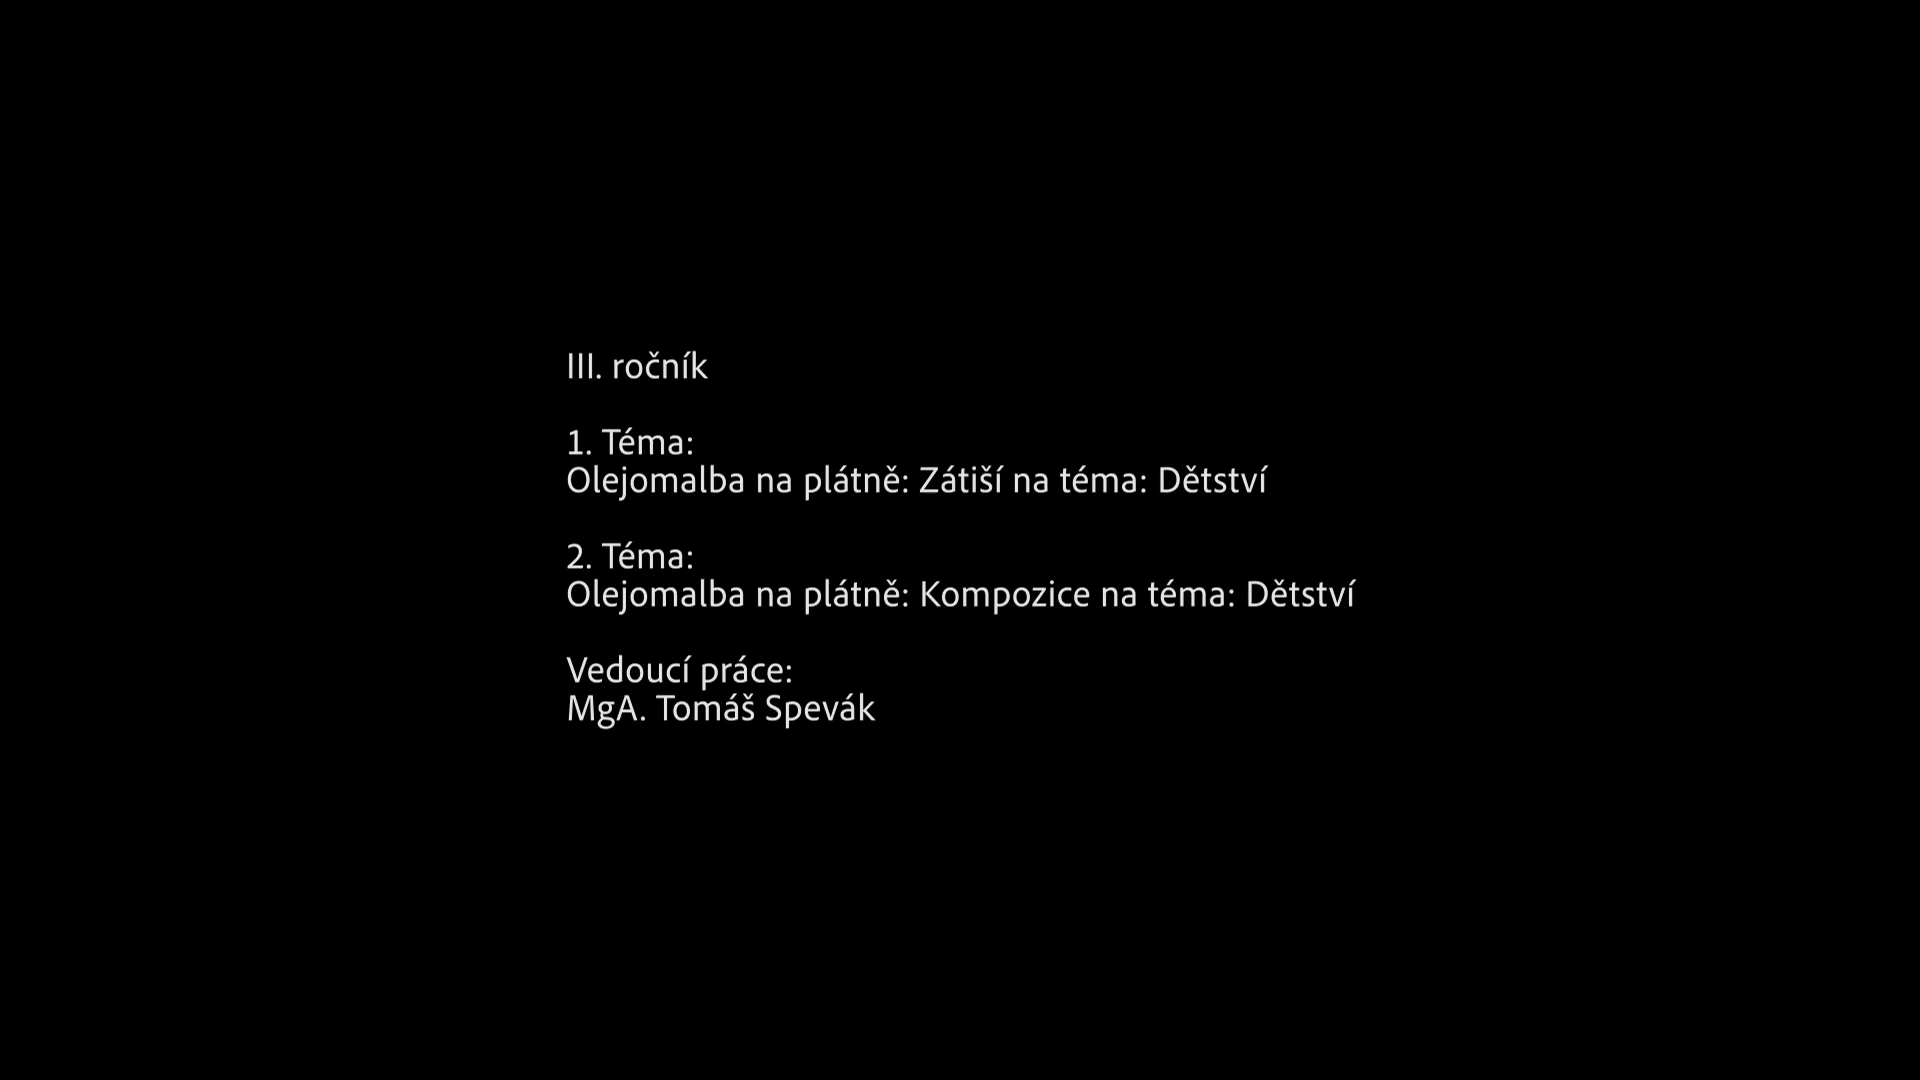 III. ročník
1. Téma:
Olejomalba na plátně: Zátiší na téma: Dětství
2. Téma:
Olejomalba na plátně: Kompozice na téma: Dětství
Vedoucí práce:
MgA. Tomáš Spevák